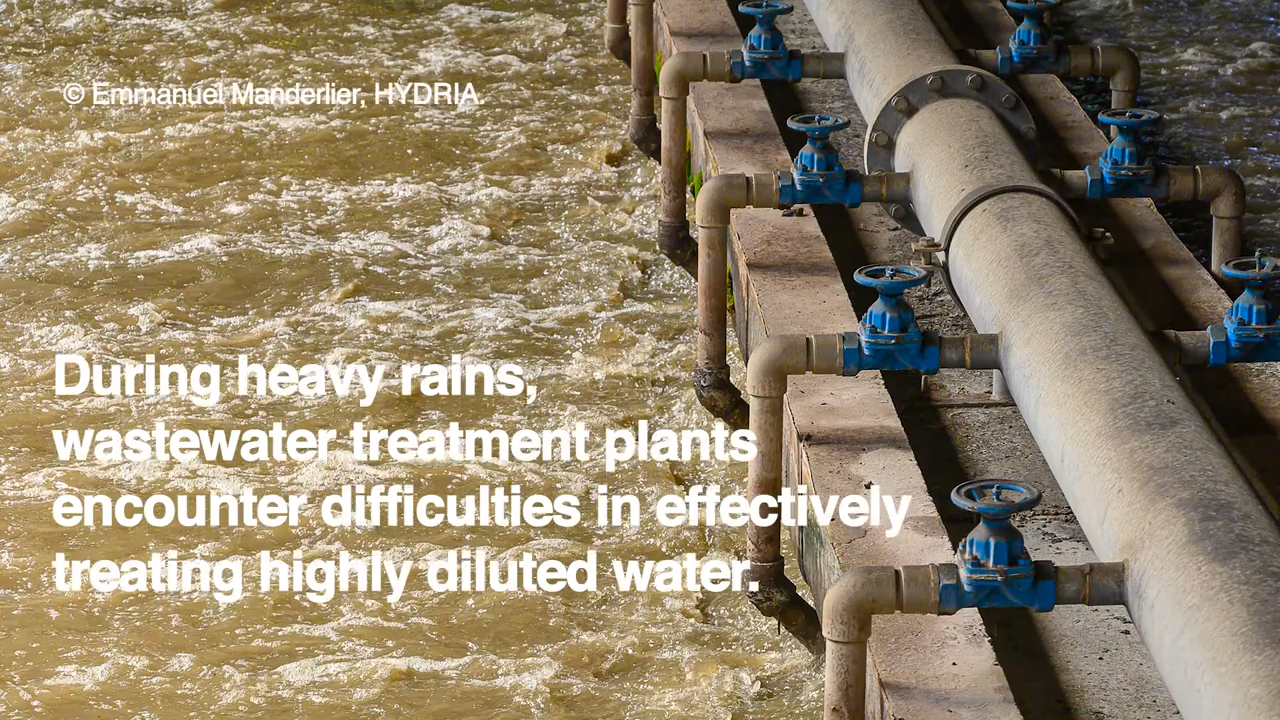 © Emmanuel Manderlier, HYDRIA.
During heavy rains,
wastewater treatment plants
encounter difficulties in effectively
treating highly diluted water.